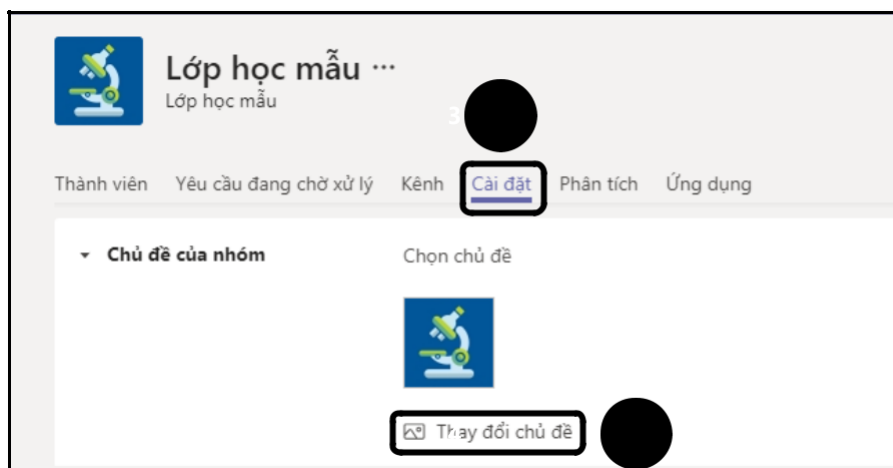 Lớp học mẫu ...
Lớp học mẫu
3
Thành viên Yêu cầu đang chờ xử lý Kênh Cài đặt Phân tích Ứng dụng
Chủ đề của nhóm Chọn chủ đề
Thay đổi chủ đề